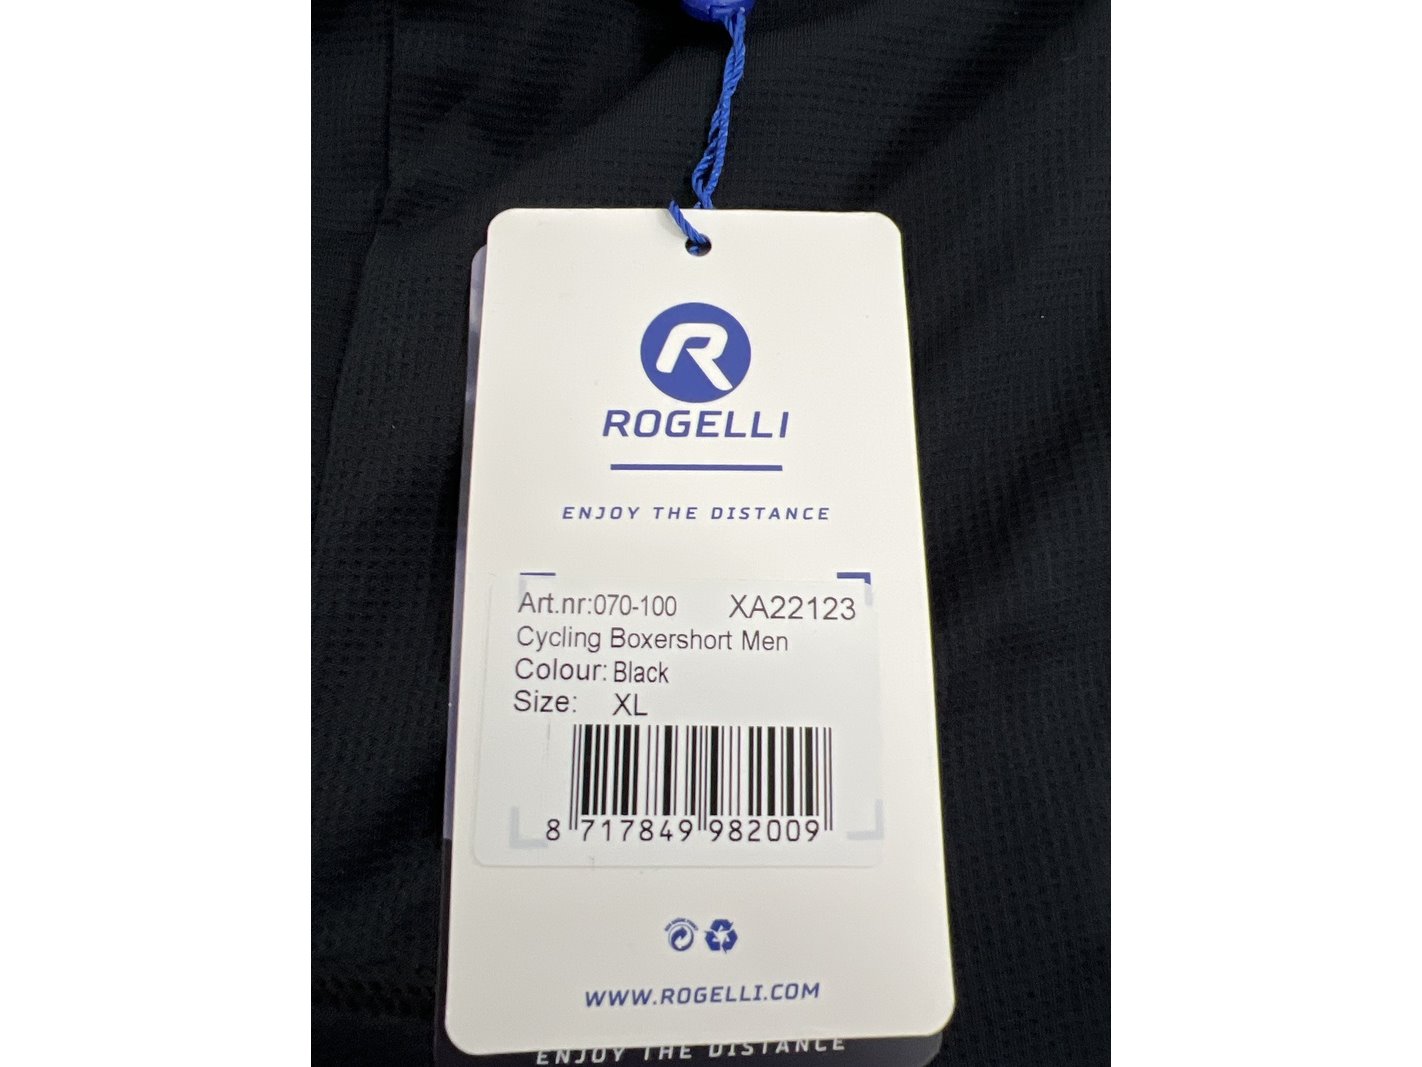 R
ROGELLI
ENJOY THE DISTANCE
Art.nr:070-100 XA22123
Cycling Boxershort Men
Colour: Black
Size: XL
8 717849 982009
WWW.ROGELLI.COM
ENJOY THE DISTANCE